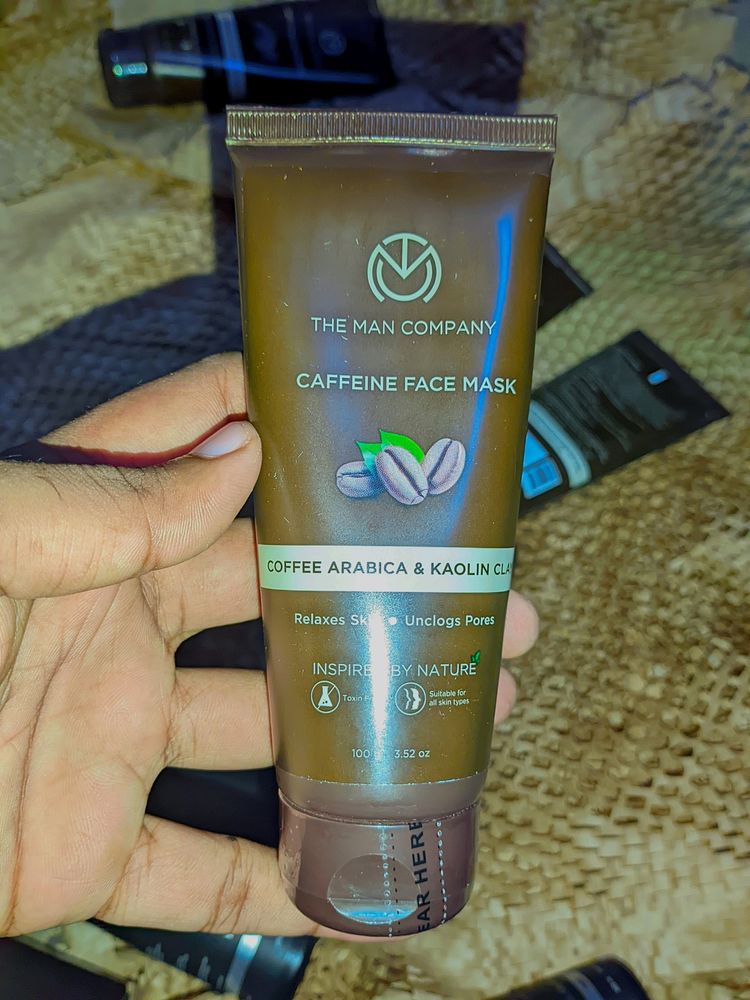 THE MAN COMPANY
CAFFEINE FACE MASK
COFFEE ARABICA & KAOLIN CLA
Relaxes Sk • Unclogs Pores
INSPIRED BY NATURE
Toxin F
Suitable for
all skin types
100 3.52 oz
EAR HERE